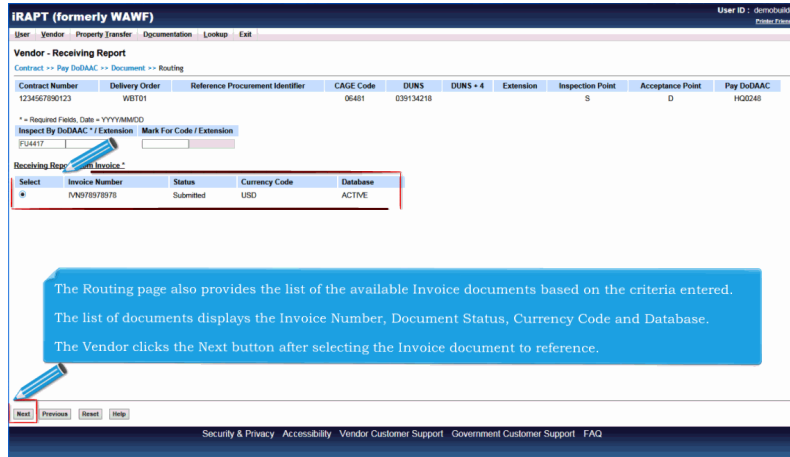 iRAPT (formerly WAWF)
User ID : demobuild
Printer Frien
User Vendor Property Transfer Documentation Lookup Exit
Vendor - Receiving Report
Contract >> Pay DoDAAC >> Document >> Routing
Contract Number Delivery Order Reference Procurement Identifier CAGE Code DUNS DUNS + 4 Extension Inspection Point Acceptance Point Pay DoDAAC
1234567890123 WBT01 06481 039134218 S D HQ0248
* = Required Fields, Date = YYYY/MM/DD
Inspect By DoDAAC * / Extension Mark For Code / Extension
FU4417
Receiving Repo Invoice *
Select Invoice Number Status Currency Code Database
IVN978978978 Submitted USD ACTIVE
The Routing page also provides the list of the available Invoice documents based on the criteria entered.
The list of documents displays the Invoice Number, Document Status, Currency Code and Database.
The Vendor clicks the Next button after selecting the Invoice document to reference.
Next Previous Reset Help
Security & Privacy Accessibility Vendor Customer Support Government Customer Support FAQ